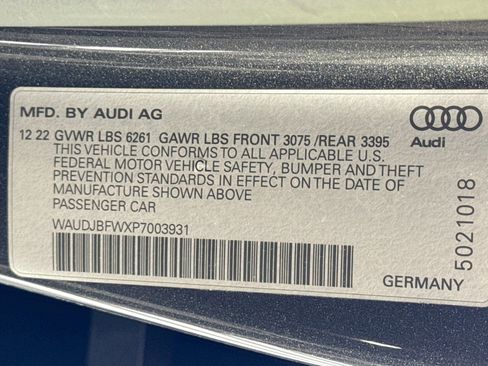 MFD. BY AUDI AG
12 22 GVWR LBS 6261 GAWR LBS FRONT 3075 /REAR 3395
THIS VEHICLE CONFORMS TO ALL APPLICABLE U.S.
FEDERAL MOTOR VEHICLE SAFETY, BUMPER AND THEFT
PREVENTION STANDARDS IN EFFECT ON THE DATE OF
MANUFACTURE SHOWN ABOVE
PASSENGER CAR
WAUDJBFWXP7003931
Audi
5021018
GERMANY